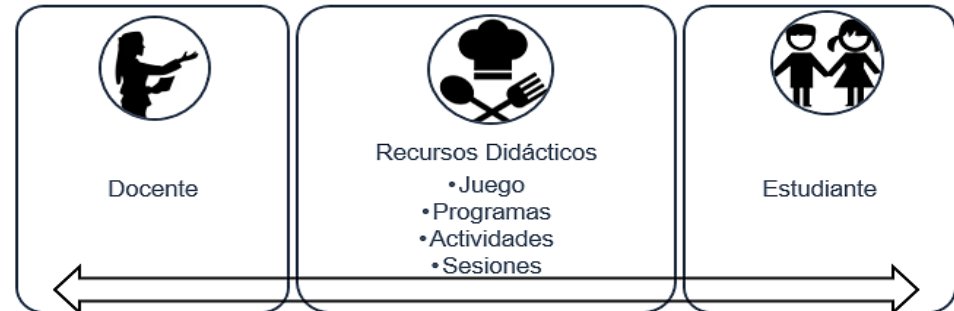 Docente
Recursos Didácticos
•Juego
•Programas
•Actividades
•Sesiones
Estudiante